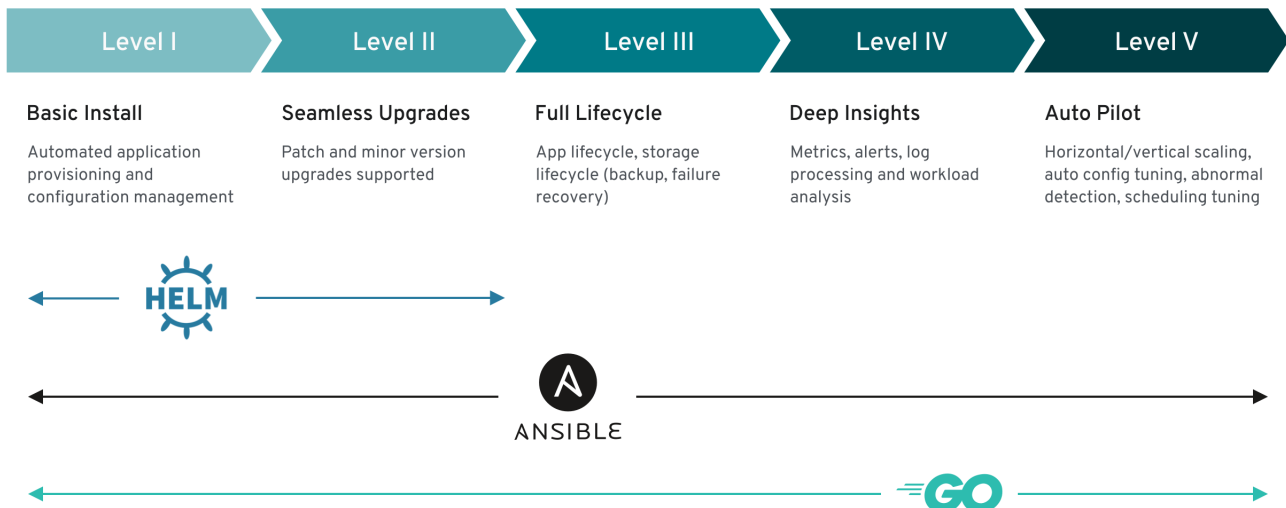 Level I
Level II
Level III
Level IV
Level V
Basic Install
Automated application
provisioning and
configuration management
Seamless Upgrades
Patch and minor version
upgrades supported
Full Lifecycle
App lifecycle, storage
lifecycle (backup, failure
recovery)
Deep Insights
Metrics, alerts, log
processing and workload
analysis
Auto Pilot
Horizontal/vertical scaling,
auto config tuning, abnormal
detection, scheduling tuning
HELM
A
ANSIBLE
GO